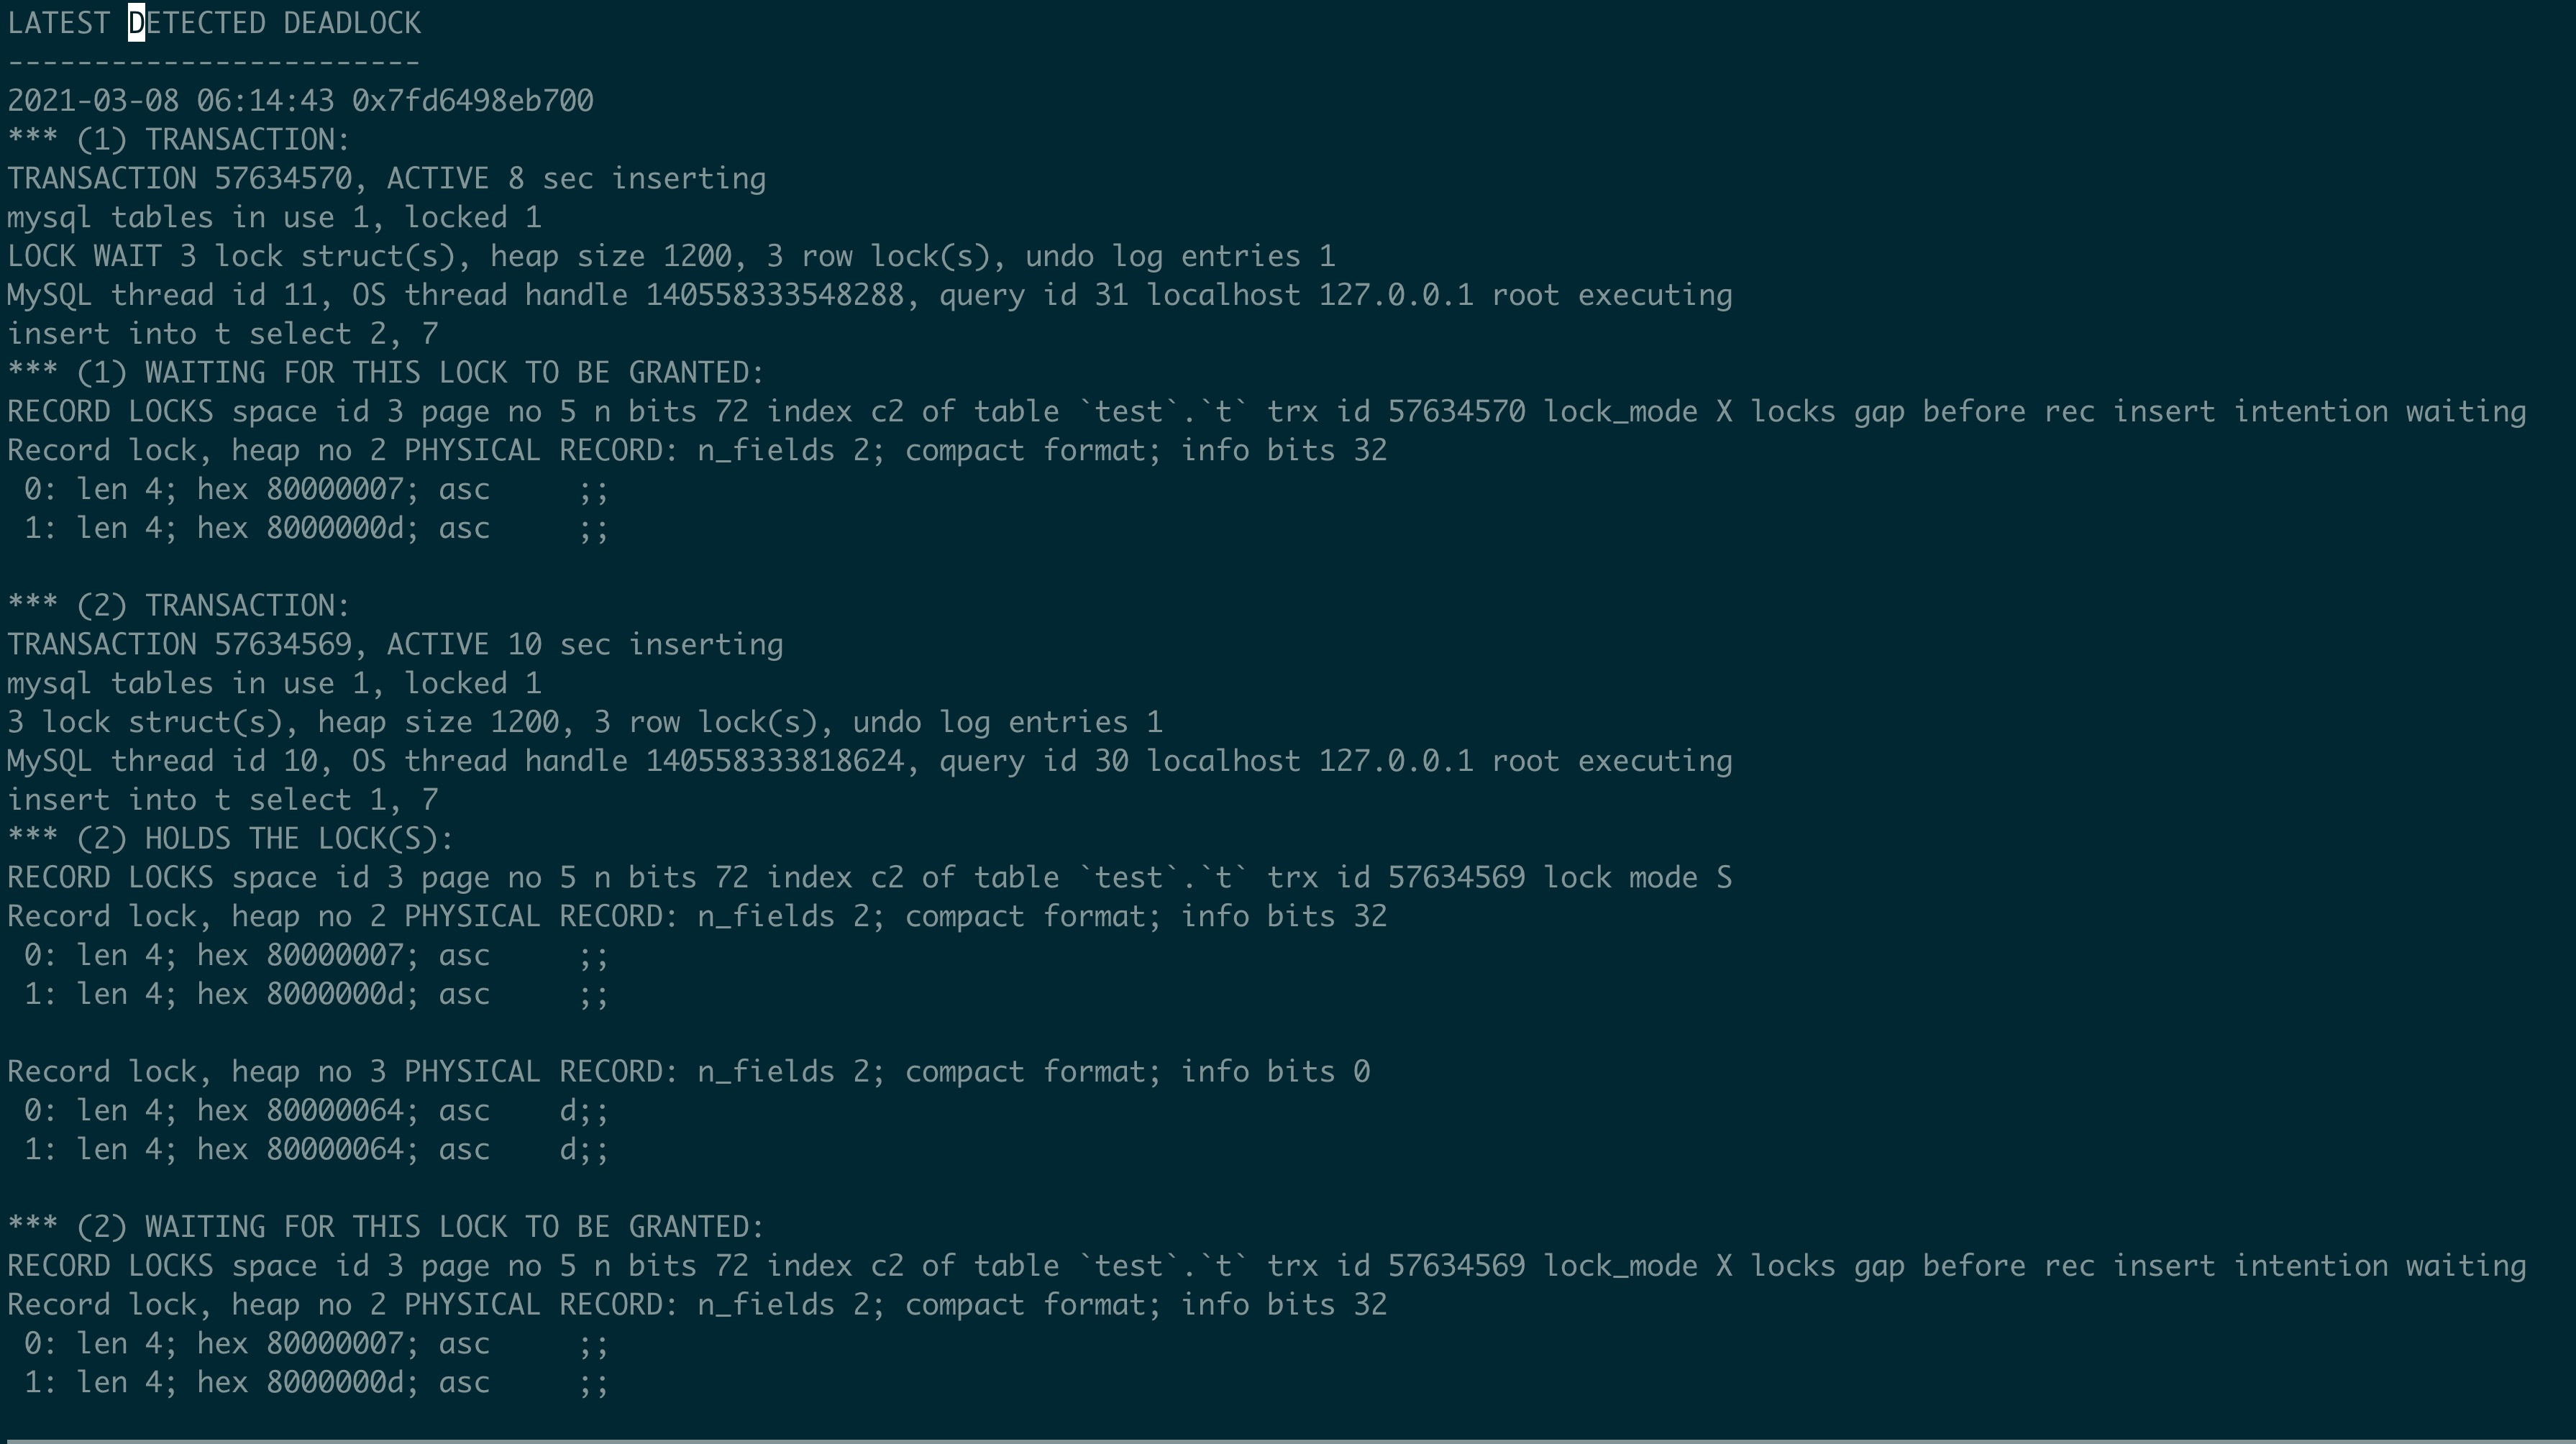 LATEST DETECTED DEADLOCK
------------------------
2021-03-08 06:14:43 0x7fd6498eb700
*** (1) TRANSACTION:
TRANSACTION 57634570, ACTIVE 8 sec inserting
mysql tables in use 1, locked 1
LOCK WAIT 3 lock struct(s), heap size 1200, 3 row lock(s), undo log entries 1
MySQL thread id 11, OS thread handle 140558333548288, query id 31 localhost 127.0.0.1 root executing
insert into t select 2, 7
*** (1) WAITING FOR THIS LOCK TO BE GRANTED:
RECORD LOCKS space id 3 page no 5 n bits 72 index c2 of table `test`.`t` trx id 57634570 lock_mode X locks gap before rec insert intention waiting
Record lock, heap no 2 PHYSICAL RECORD: n_fields 2; compact format; info bits 32
 0: len 4; hex 80000007; asc     ;;
 1: len 4; hex 8000000d; asc     ;;

*** (2) TRANSACTION:
TRANSACTION 57634569, ACTIVE 10 sec inserting
mysql tables in use 1, locked 1
3 lock struct(s), heap size 1200, 3 row lock(s), undo log entries 1
MySQL thread id 10, OS thread handle 140558333818624, query id 30 localhost 127.0.0.1 root executing
insert into t select 1, 7
*** (2) HOLDS THE LOCK(S):
RECORD LOCKS space id 3 page no 5 n bits 72 index c2 of table `test`.`t` trx id 57634569 lock mode S
Record lock, heap no 2 PHYSICAL RECORD: n_fields 2; compact format; info bits 32
 0: len 4; hex 80000007; asc     ;;
 1: len 4; hex 8000000d; asc     ;;

Record lock, heap no 3 PHYSICAL RECORD: n_fields 2; compact format; info bits 0
 0: len 4; hex 80000064; asc    d;;
 1: len 4; hex 80000064; asc    d;;

*** (2) WAITING FOR THIS LOCK TO BE GRANTED:
RECORD LOCKS space id 3 page no 5 n bits 72 index c2 of table `test`.`t` trx id 57634569 lock_mode X locks gap before rec insert intention waiting
Record lock, heap no 2 PHYSICAL RECORD: n_fields 2; compact format; info bits 32
 0: len 4; hex 80000007; asc     ;;
 1: len 4; hex 8000000d; asc     ;;